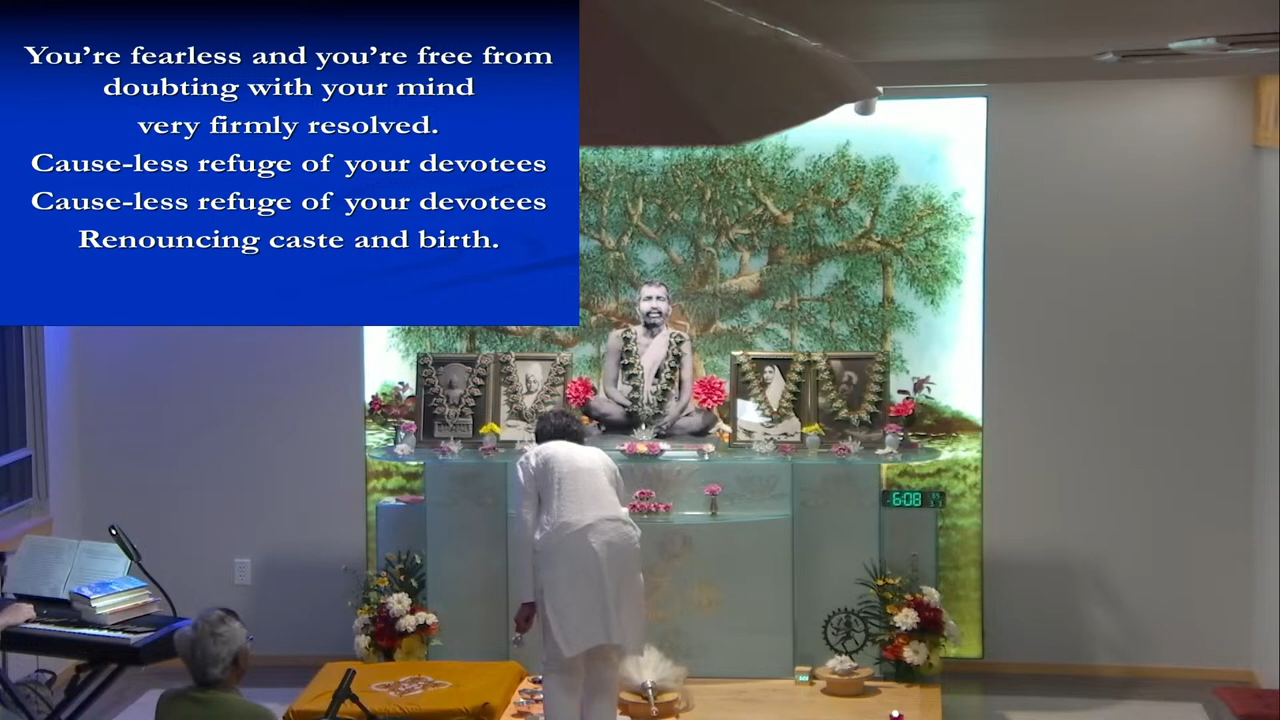 You're fearless and you're free from
doubting with your mind
very firmly resolved.
Cause-less refuge of your devotees
Cause-less refuge of your devotees
Renouncing caste and birth.
6:08